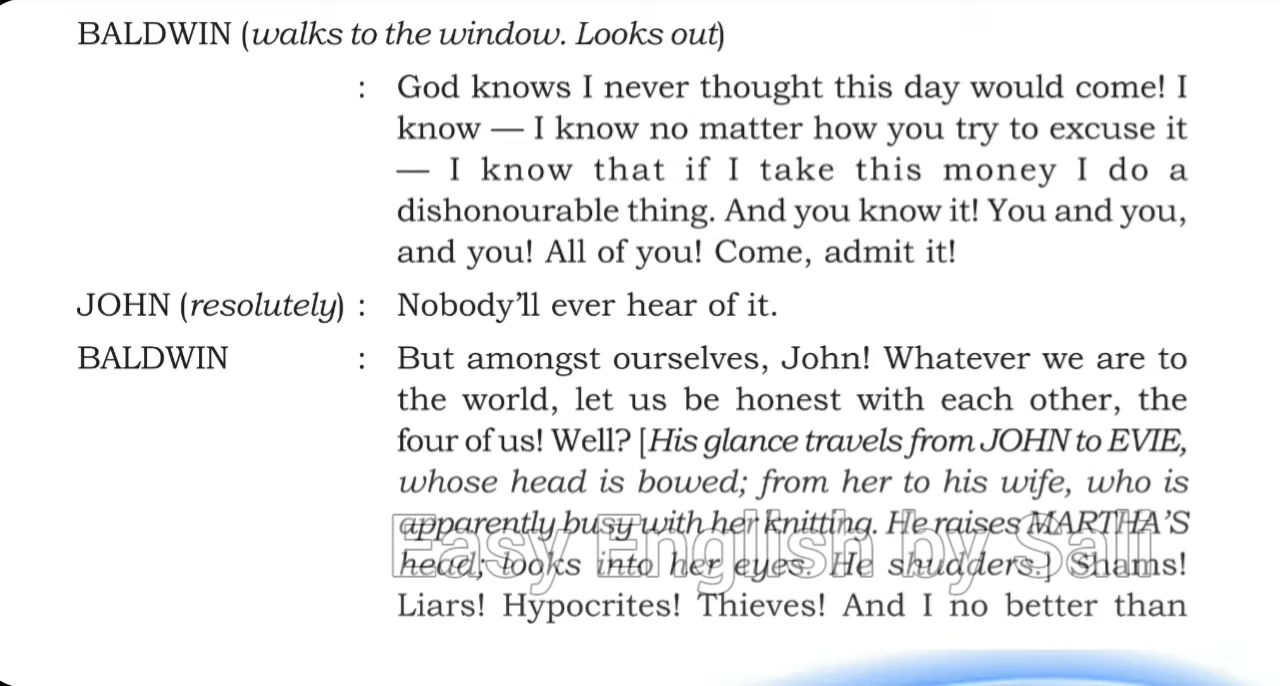 BALDWIN (walks to the window. Looks out)
: God knows I never thought this day would come! I
know — I know no matter how you try to excuse it
— I know that if I take this money I do a
dishonourable thing. And you know it! You and you,
and you! All of you! Come, admit it!
JOHN (resolutely) : Nobody'll ever hear of it.
BALDWIN : But amongst ourselves, John! Whatever we are to
the world, let us be honest with each other, the
four of us! Well? [His glance travels from JOHN to EVIE,
whose head is bowed; from her to his wife, who is
apparently busy with her knitting. He raises MARTHA'S
head; looks into her eyes. He shudders.] Shams!
Easy English by Sali
Liars! Hypocrites! Thieves! And I no better than